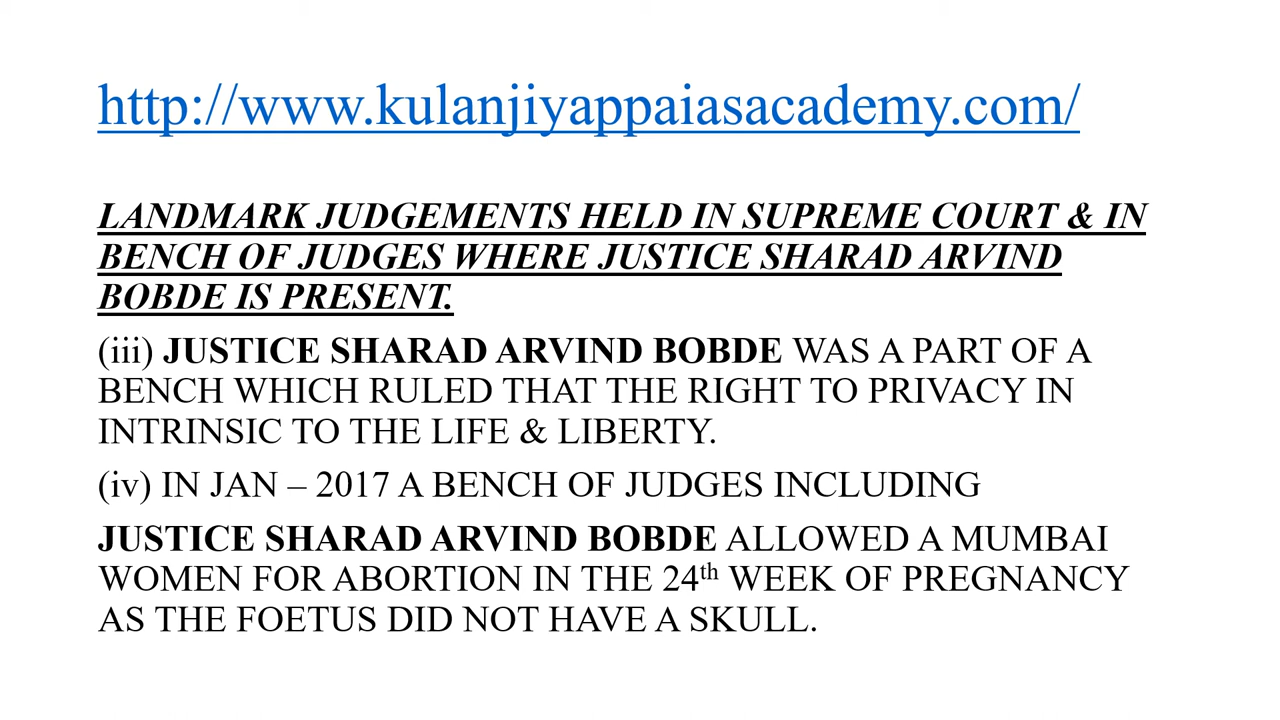 http://www.kulanjiyappaiasacademy.com/
LANDMARK JUDGEMENTS HELD IN SUPREME COURT & IN
BENCH OF JUDGES WHERE JUSTICE SHARAD ARVIND
BOBDE IS PRESENT.
(iii) JUSTICE SHARAD ARVIND BOBDE WAS A PART OF A
BENCH WHICH RULED THAT THE RIGHT TO PRIVACY IN
INTRINSIC TO THE LIFE & LIBERTY.
(iv) IN JAN – 2017 A BENCH OF JUDGES INCLUDING
JUSTICE SHARAD ARVIND BOBDE ALLOWED A MUMBAI
WOMEN FOR ABORTION IN THE 24th WEEK OF PREGNANCY
AS THE FOETUS DID NOT HAVE A SKULL.